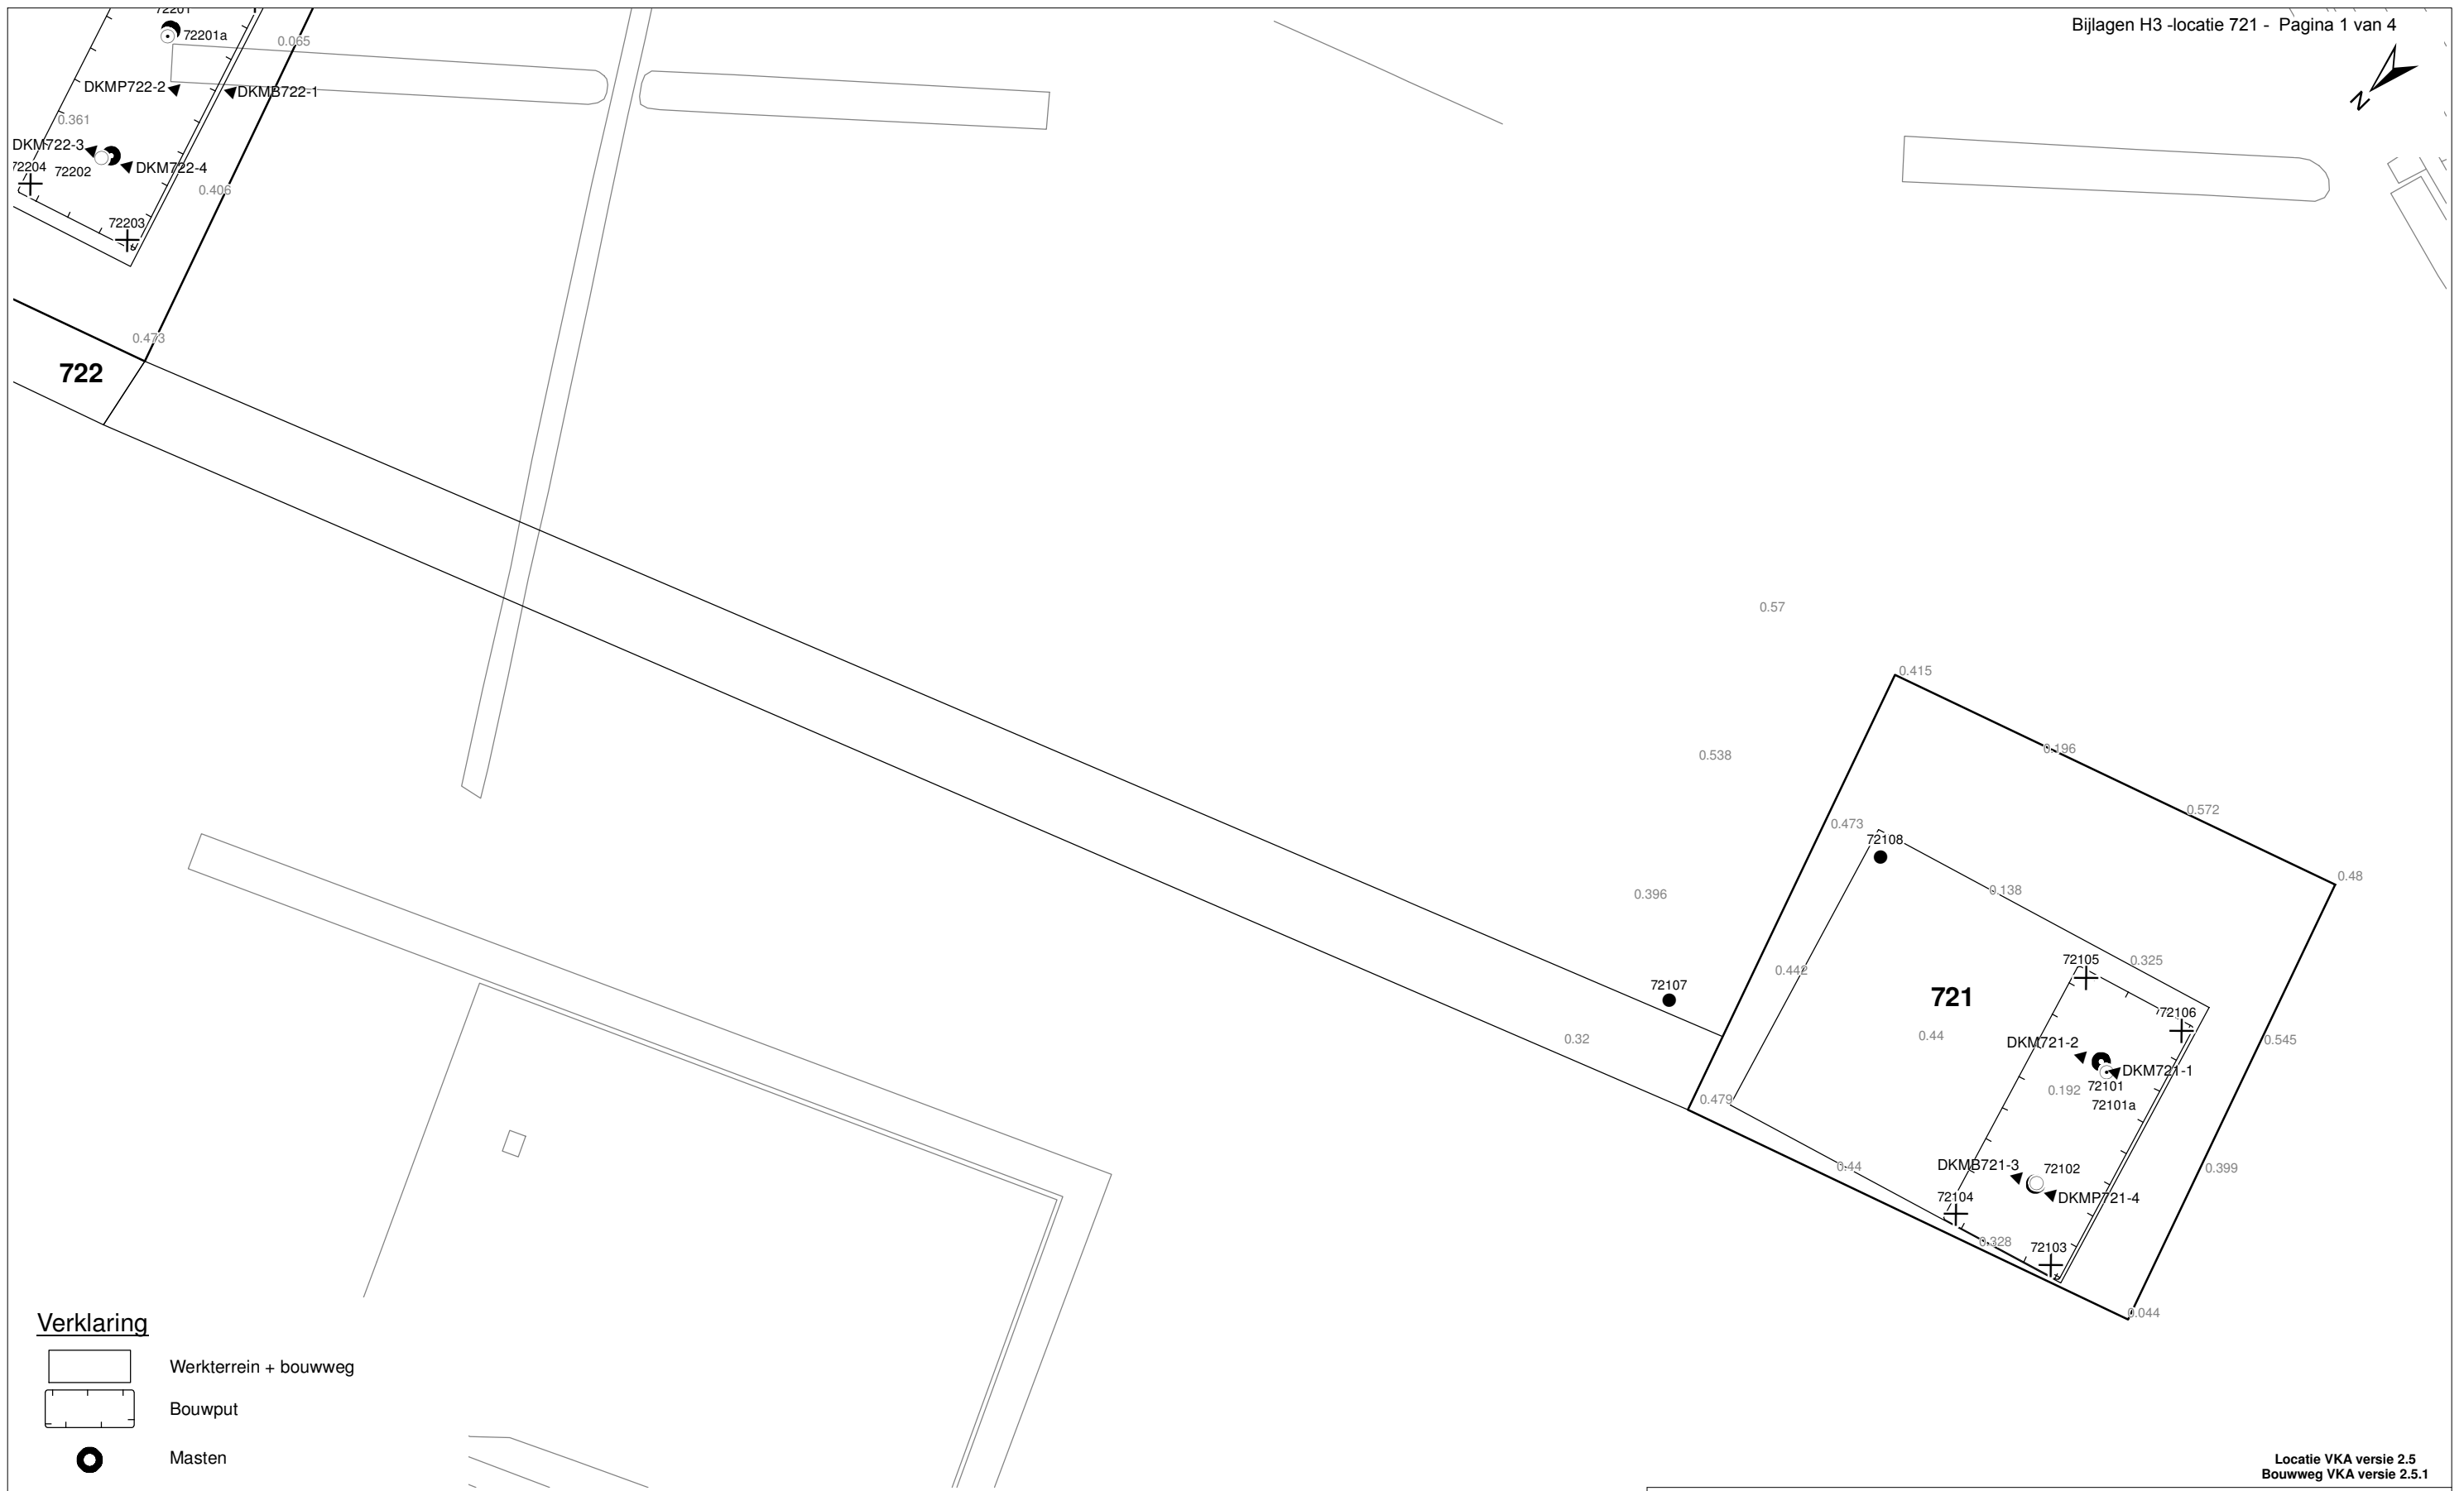 Bijlagen H3 -locatie 721 - Pagina 1 van 4
N
72201
72201a
0.065
DKMP722-2
DKMB722-1
0.361
DKM722-3
72204
72202
DKM722-4
0.406
72203
0.473
722
0.57
0.415
0.196
0.538
0.572
0.473
72108
0.48
0.138
0.396
72105
0.325
0.442
72107
721
72106
0.44
DKM721-2
0.32
0.545
DKM721-1
0.192
72101
0.479
72101a
0.44
DKMB721-3
72102
0.399
72104
DKMP721-4
0.328
72103
0.044
Verklaring
Werkterrein + bouwweg
Bouwput
Masten
Locatie VKA versie 2.5
Bouwweg VKA versie 2.5.1